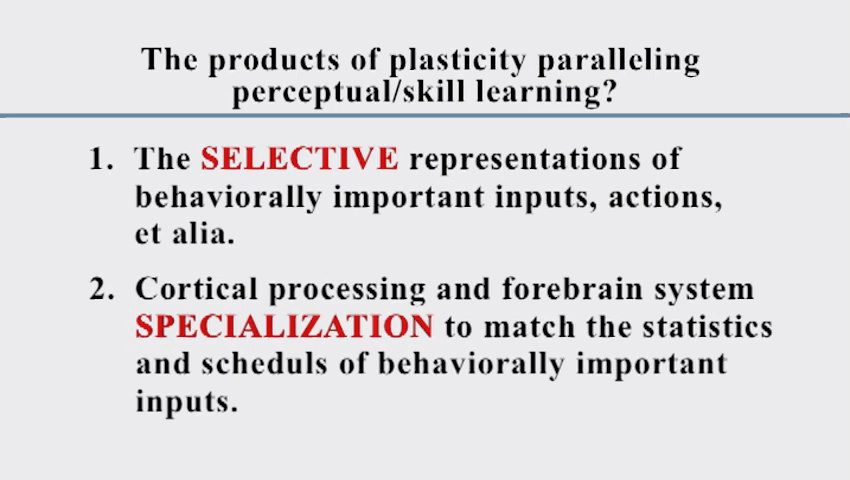 The products of plasticity paralleling
perceptual/skill learning?
1. The SELECTIVE representations of
behaviorally important inputs, actions,
et alia.
2. Cortical processing and forebrain system
SPECIALIZATION to match the statistics
and scheduls of behaviorally important
inputs.